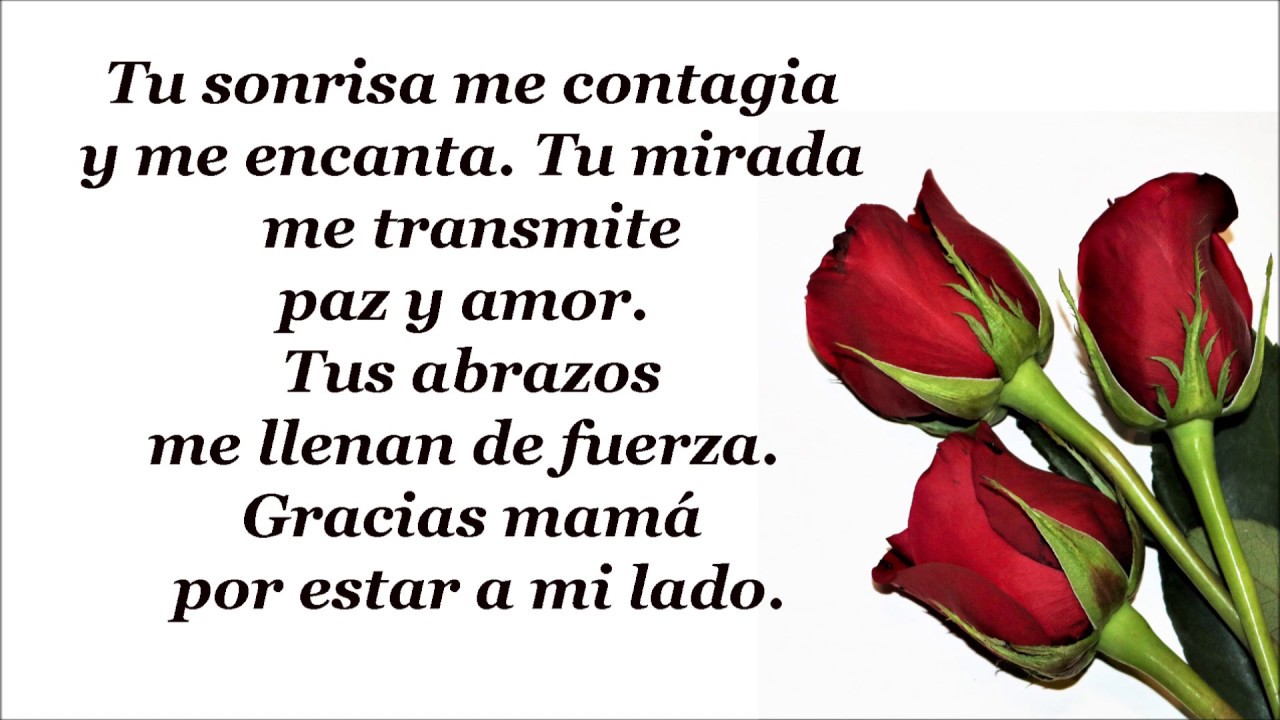 Tu sonrisa me contagia
y me encanta. Tu mirada
me transmite
paz y amor.
Tus abrazos
me llenan de fuerza.
Gracias mamá
por estar a mi lado.